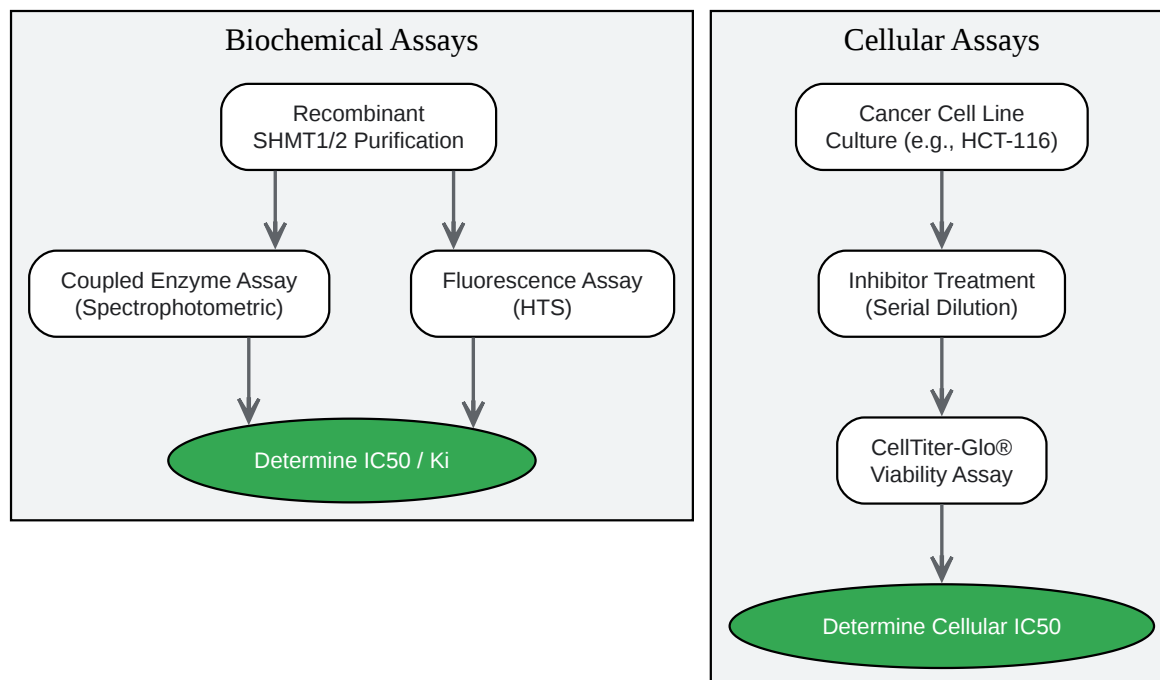 Biochemical Assays
Recombinant
SHMT1/2 Purification
Coupled Enzyme Assay
(Spectrophotometric)
Fluorescence Assay
(HTS)
Determine IC50 / Ki
Cellular Assays
Cancer Cell Line
Culture (e.g., HCT-116)
Inhibitor Treatment
(Serial Dilution)
CellTiter-Glo®
Viability Assay
Determine Cellular IC50